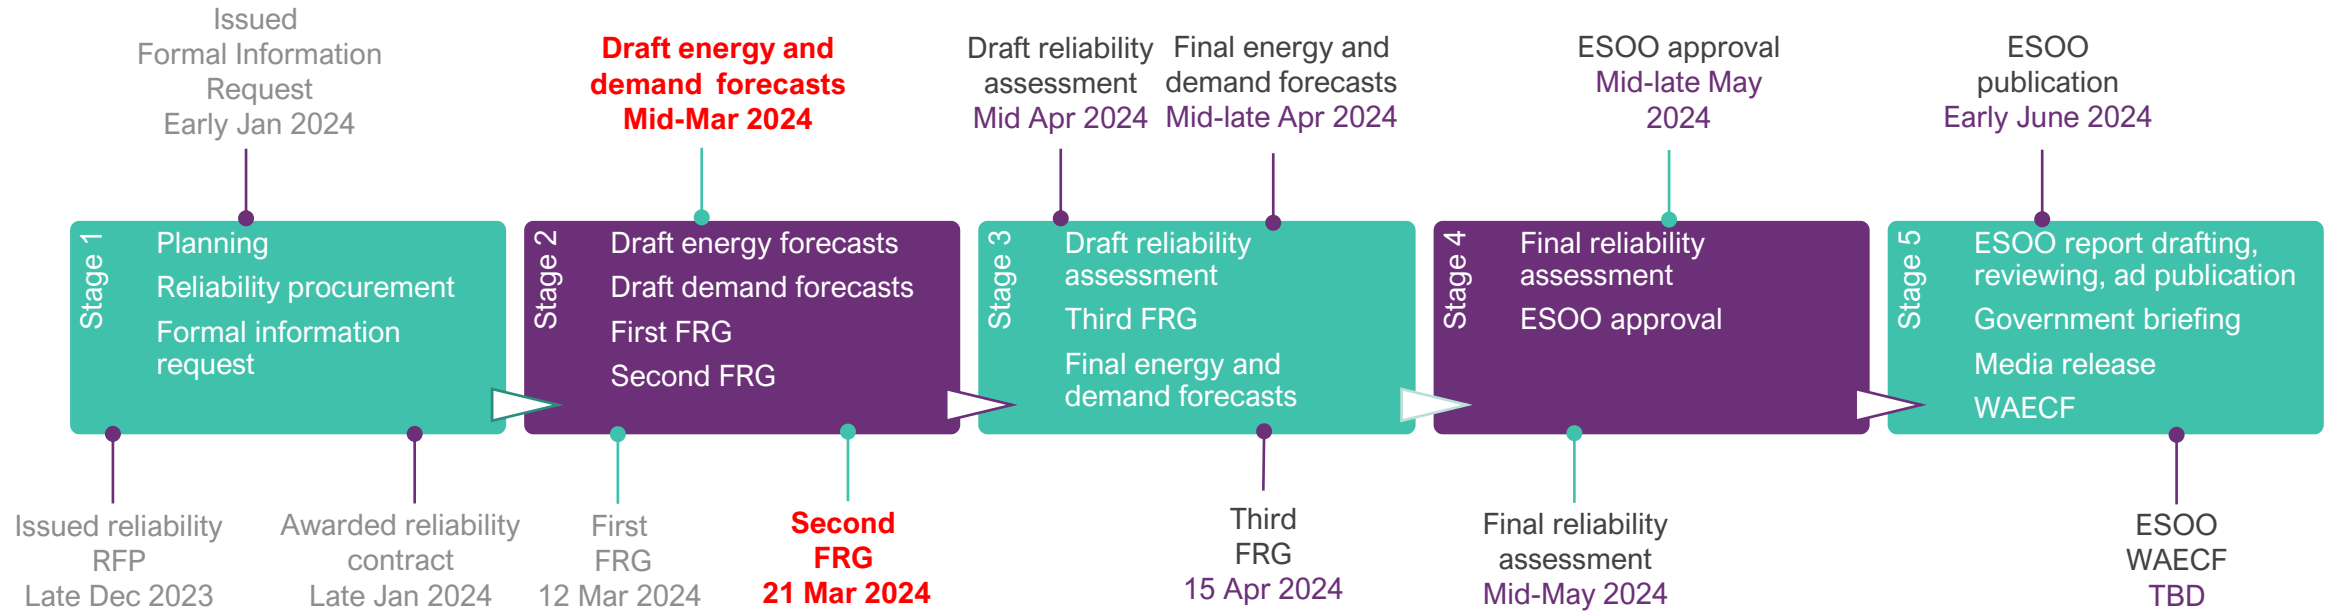 Issued
Formal Information
Request
Early Jan 2024
Draft energy and
demand forecasts
Mid-Mar 2024
Draft reliability
assessment
Mid Apr 2024
Final energy and
demand forecasts
Mid-late Apr 2024
ESOO approval
Mid-late May
2024
ESOO
publication
Early June 2024
Stage 1
Planning
Reliability procurement
Formal information
request
Stage 2
Draft energy forecasts
Draft demand forecasts
First FRG
Second FRG
Stage 3
Draft reliability
assessment
Third FRG
Final energy and
demand forecasts
Stage 4
Final reliability
assessment
ESOO approval
Stage 5
ESOO report drafting,
reviewing, ad publication
Government briefing
Media release
WAECF
Issued reliability
RFP
Late Dec 2023
Awarded reliability
contract
Late Jan 2024
First
FRG
12 Mar 2024
Second
FRG
21 Mar 2024
Third
FRG
15 Apr 2024
Final reliability
assessment
Mid-May 2024
ESOO
WAECF
TBD